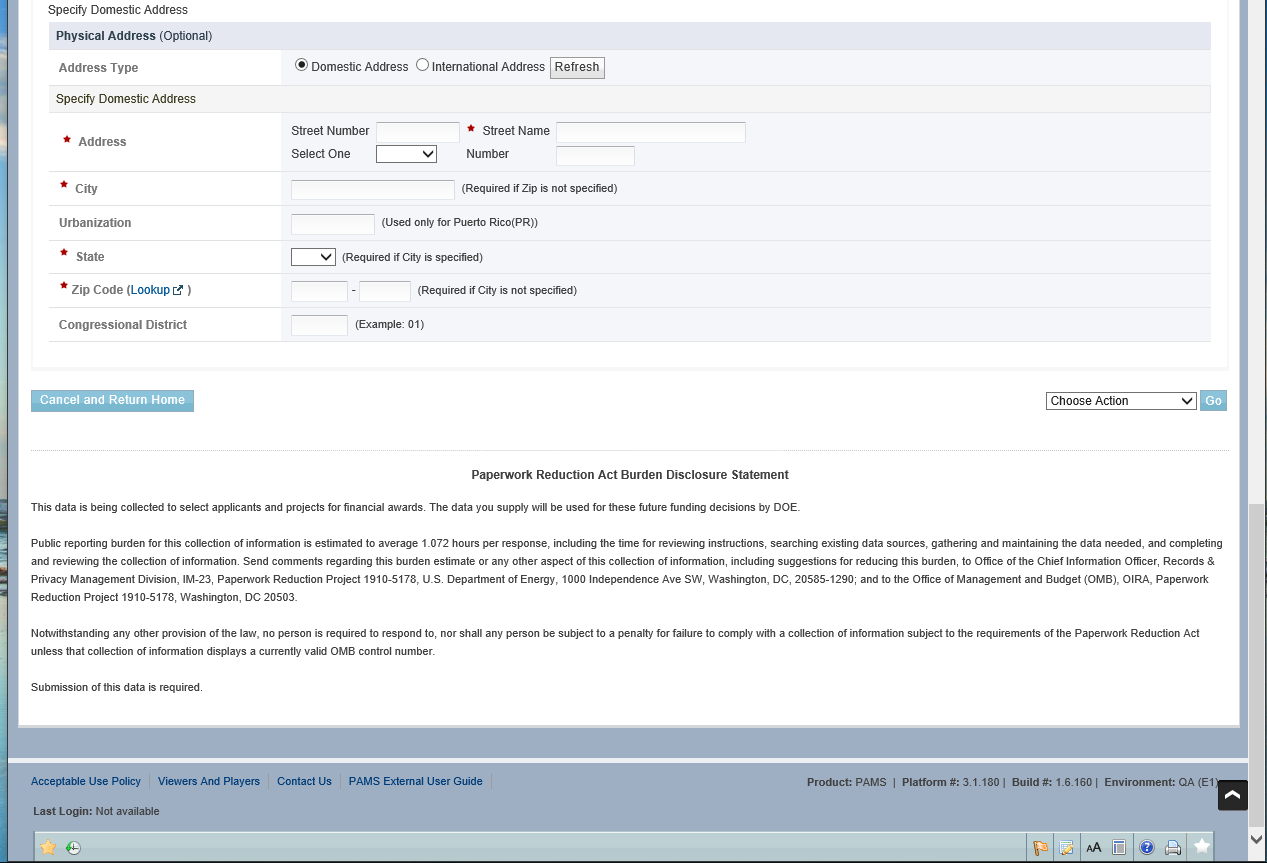 Specify Domestic Address
Physical Address (Optional)
Address Type Domestic Address International Address Refresh
Specify Domestic Address
* Address Street Number * Street Name
Select One Number
* City (Required if Zip is not specified)
Urbanization (Used only for Puerto Rico(PR))
* State (Required if City is specified)
* Zip Code (Lookup ) - (Required if City is not specified)
Congressional District (Example: 01)
Cancel and Return Home Choose Action Go
Paperwork Reduction Act Burden Disclosure Statement
This data is being collected to select applicants and projects for financial awards. The data you supply will be used for these future funding decisions by DOE.
Public reporting burden for this collection of information is estimated to average 1.072 hours per response, including the time for reviewing instructions, searching existing data sources, gathering and maintaining the data needed, and completing
and reviewing the collection of information. Send comments regarding this burden estimate or any other aspect of this collection of information, including suggestions for reducing this burden, to Office of the Chief Information Officer, Records &
Privacy Management Division, IM-23, Paperwork Reduction Project 1910-5178, U.S. Department of Energy, 1000 Independence Ave SW, Washington, DC, 20585-1290; and to the Office of Management and Budget (OMB), OIRA, Paperwork
Reduction Project 1910-5178, Washington, DC 20503.
Notwithstanding any other provision of the law, no person is required to respond to, nor shall any person be subject to a penalty for failure to comply with a collection of information subject to the requirements of the Paperwork Reduction Act
unless that collection of information displays a currently valid OMB control number.
Submission of this data is required.
Acceptable Use Policy Viewers And Players Contact Us PAMS External User Guide Product: PAMS | Platform #: 3.1.180 | Build #: 1.6.160 | Environment: QA (E1)
Last Login: Not available
AA